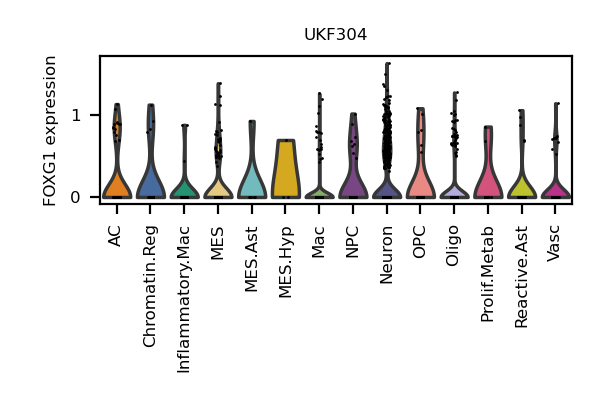 UKF304
FOXG1 expression
1
0
AC
Chromatin.Reg
Inflammatory.Mac
MES
MES.Ast
MES.Hyp
Mac
NPC
Neuron
OPC
Oligo
Prolif.Metab
Reactive.Ast
Vasc